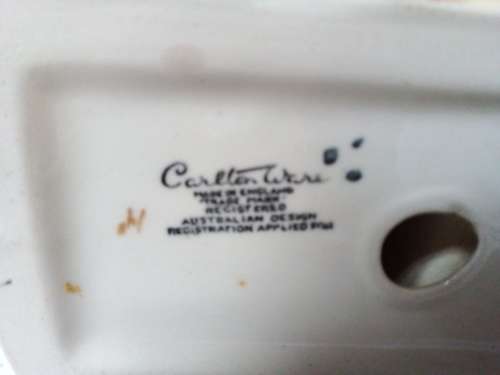 Carlton Ware
MADE IN ENGLAND
"TRADE MARK"
REGISTERED
AUSTRALIAN DESIGN
REGISTRATION APPLIED FOR